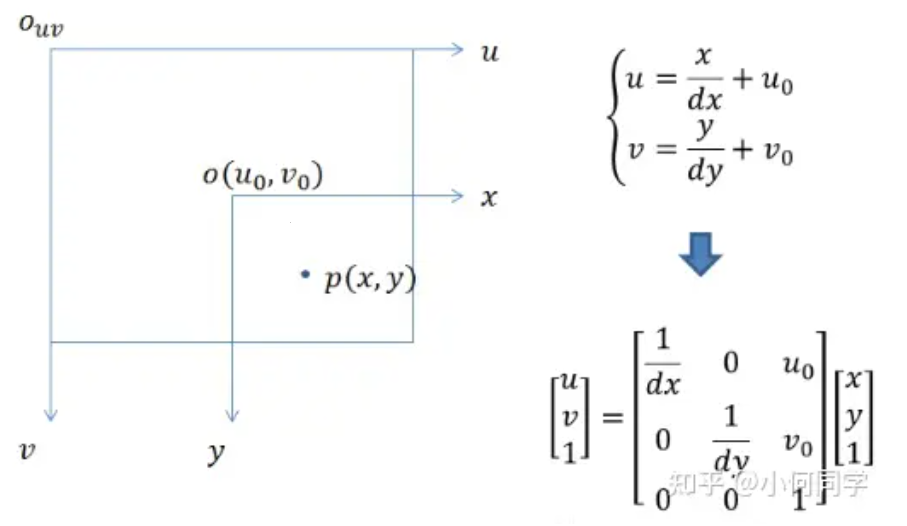 o_{uv}
u
o(u_0, v_0)
x
p(x, y)
v
y
\begin{cases} u = \frac{x}{dx} + u_0 \\ v = \frac{y}{dy} + v_0 \end{cases}
\begin{bmatrix} u \\ v \\ 1 \end{bmatrix} = \begin{bmatrix} \frac{1}{dx} & 0 & u_0 \\ 0 & \frac{1}{dy} & v_0 \\ 0 & 0 & 1 \end{bmatrix} \begin{bmatrix} x \\ y \\ 1 \end{bmatrix}
知乎 @小何同学